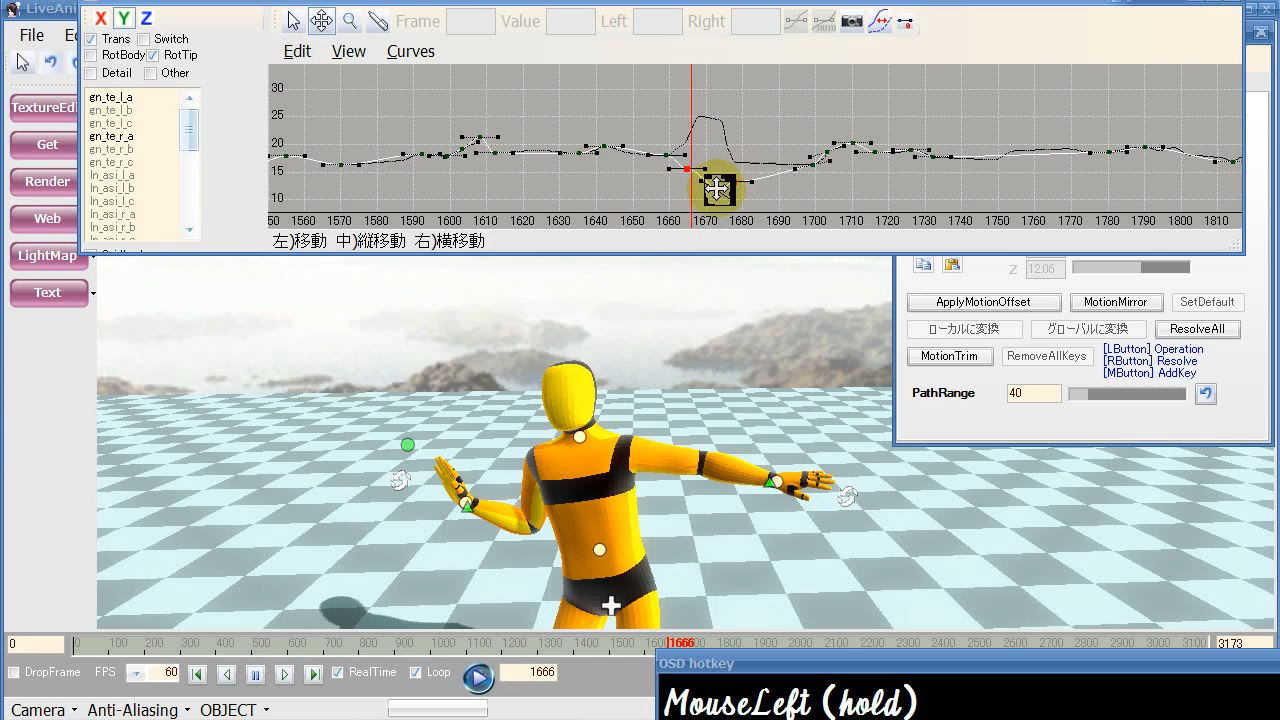 LiveAni
File
X Y Z
Trans Switch
RotBody RotTip
Detail Other
gn_te_l_a
gn_te_l_b
gn_te_l_c
gn_te_r_a
gn_te_r_b
gn_te_r_c
ln_asi_l_a
ln_asi_l_b
ln_asi_l_c
ln_asi_r_a
ln_asi_r_b
Frame Value Left Right
Edit View Curves
30
25
20
15
10
50 1560 1570 1580 1590 1600 1610 1620 1630 1640 1650 1660 1670 1680 1690 1700 1710 1720 1730 1740 1750 1760 1770 1780 1790 1800 1810
左)移動 中)縦移動 右)横移動
TextureEdi
Get
Render
Web
LightMap
Text
Z 12.06
ApplyMotionOffset MotionMirror SetDefault
ローカルに変換 グローバルに変換 ResolveAll
MotionTrim RemoveAllKeys
[LButton] Operation
[RButton] Resolve
[MButton] AddKey
PathRange 40
0 0 100 200 300 400 500 600 700 800 900 1000 1100 1200 1300 1400 1500 1600 1666 1800 1900 2000 2100 2200 2300 2400 2500 2600 2700 2800 2900 3000 3100 3173
DropFrame FPS 60 RealTime Loop 1666
OSD hotkey
MouseLeft (hold)
Camera Anti-Aliasing OBJECT